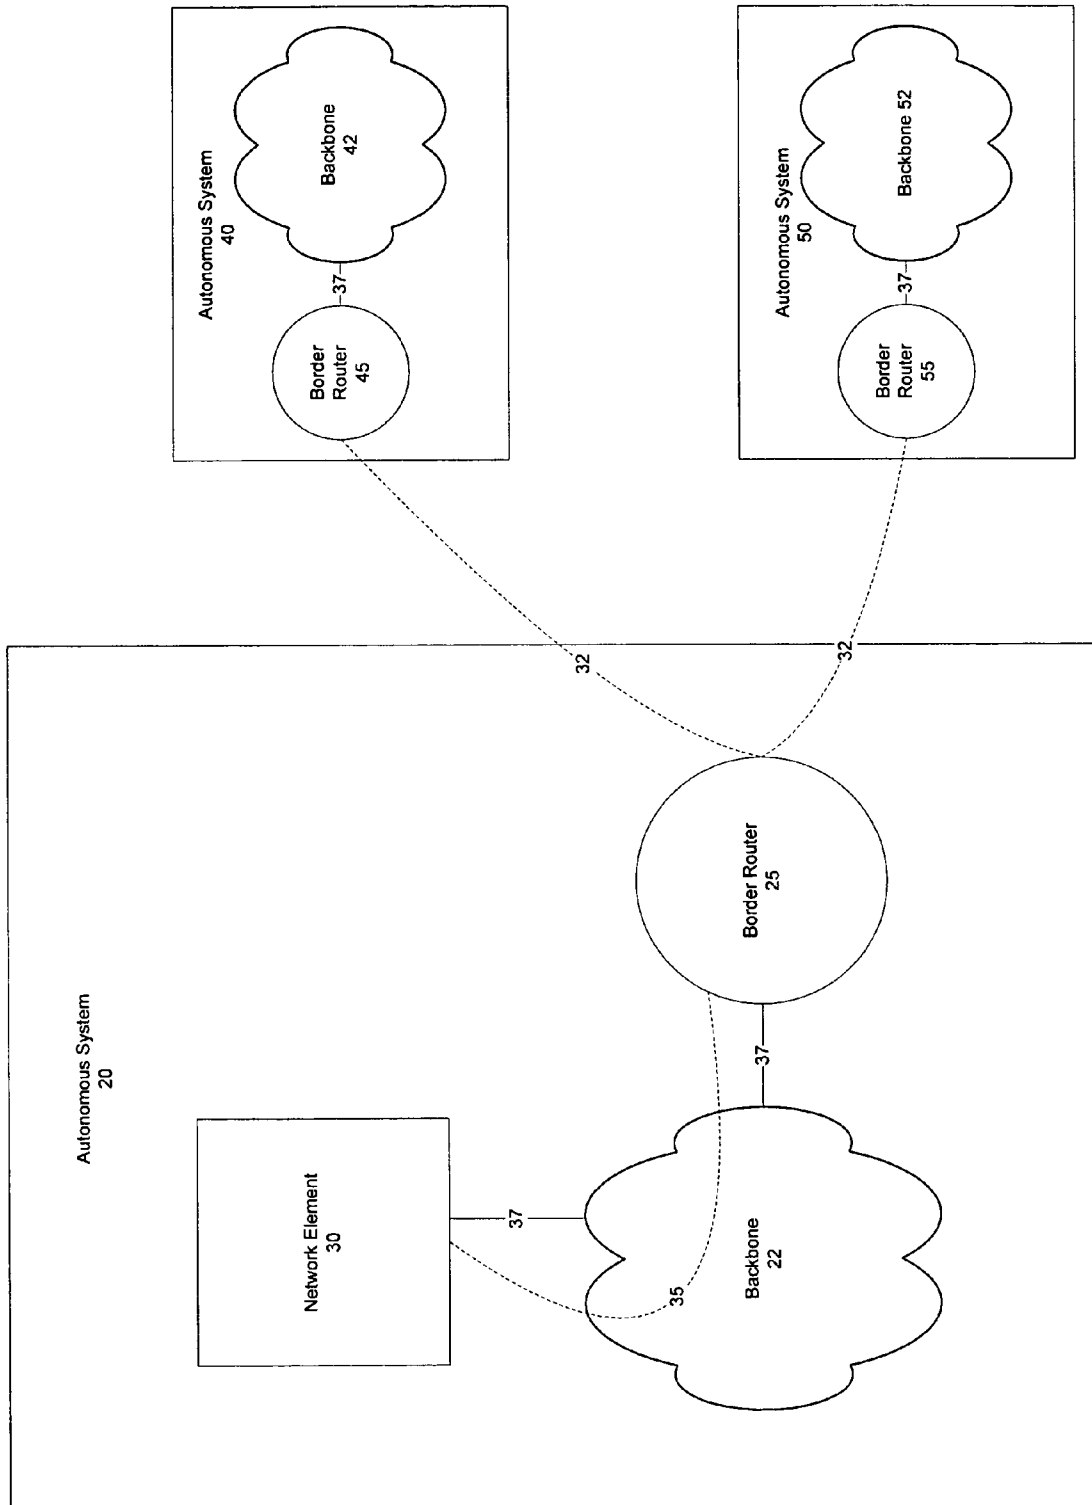 Autonomous System
20
Network Element
30
37
35
Backbone
22
37
Border Router
25
32
32
Autonomous System
40
Border
Router
45
37
Backbone
42
Autonomous System
50
Border
Router
55
37
Backbone 52